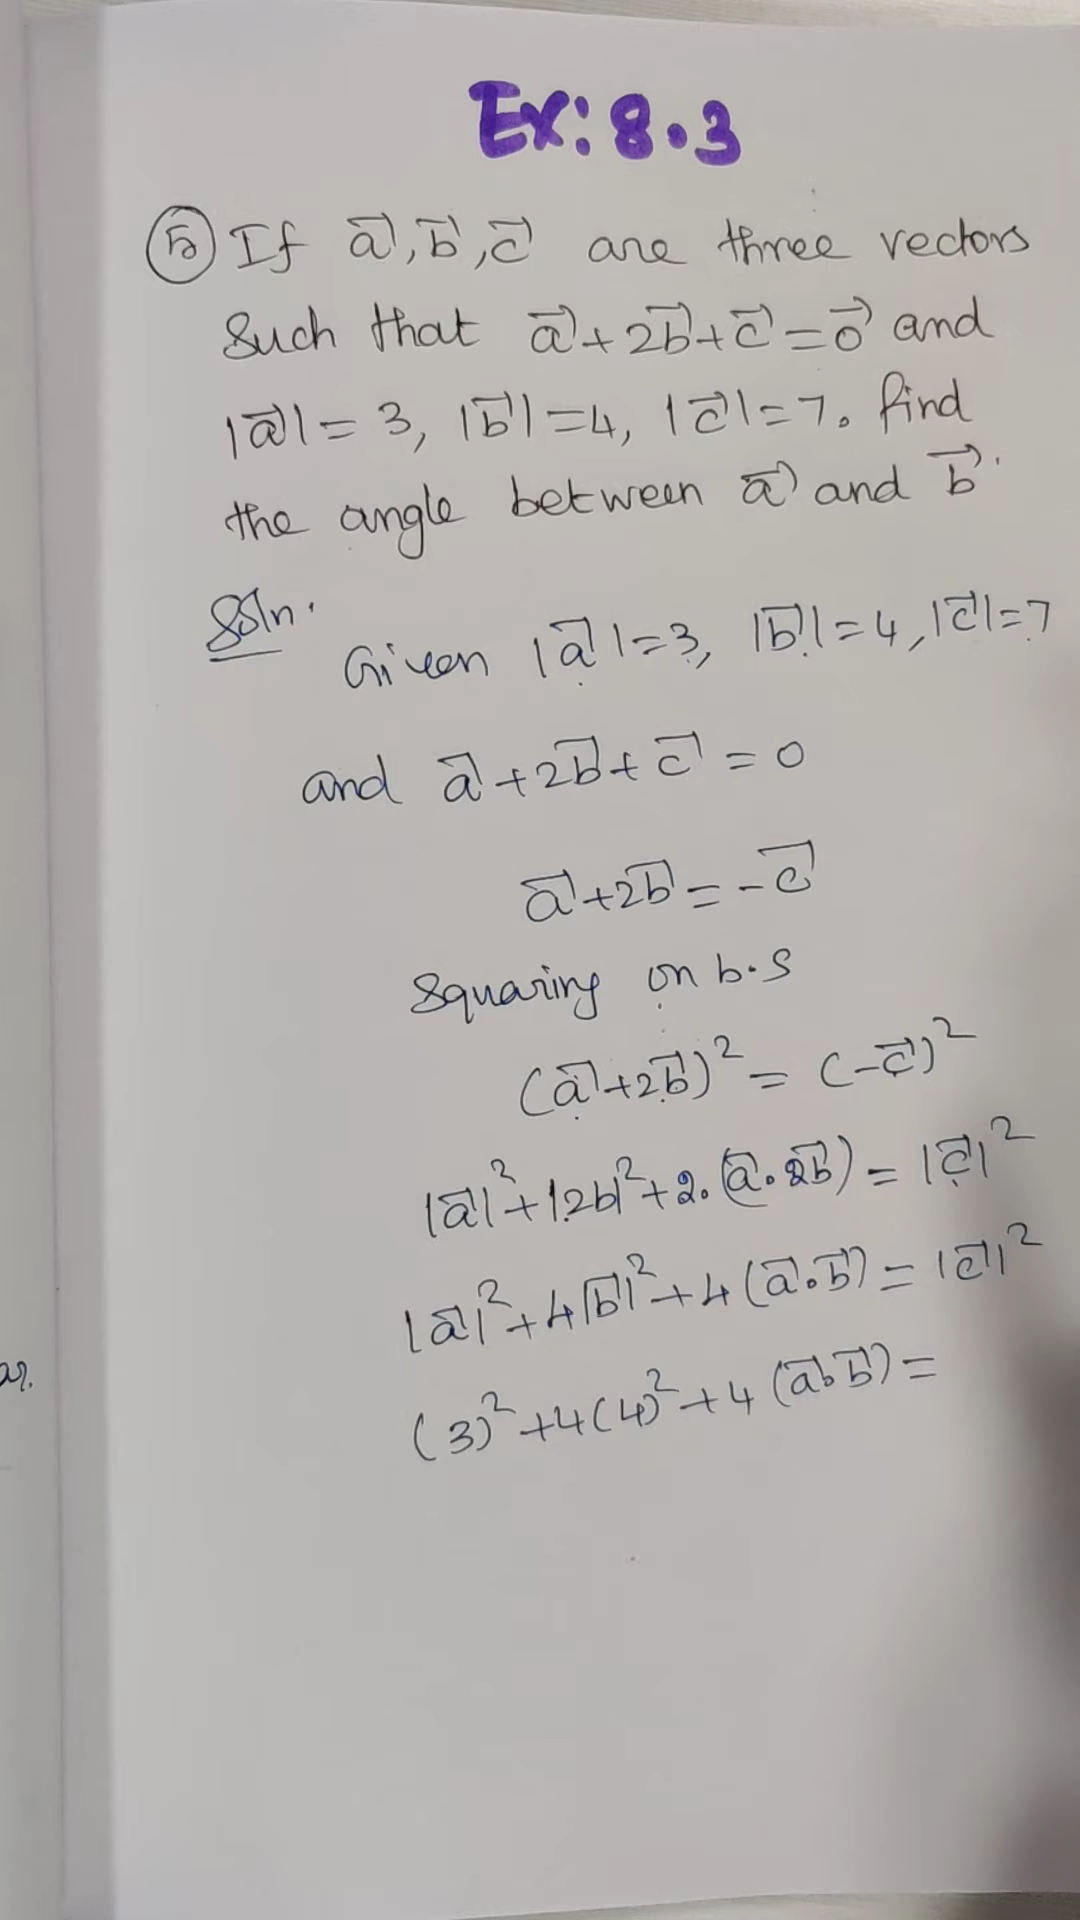 Ex: 8.3
⑤ If a⃗, b⃗, c⃗ are three vectors
Such that a⃗ + 2b⃗ + c⃗ = 0⃗ and
|a⃗| = 3, |b⃗| = 4, |c⃗| = 7. find
the angle between a⃗ and b⃗.
Soln.
Given |a⃗| = 3, |b⃗| = 4, |c⃗| = 7
and a⃗ + 2b⃗ + c⃗ = 0
a⃗ + 2b⃗ = -c⃗
Squaring on b.s
(a⃗ + 2b⃗)² = (-c⃗)²
|a⃗|² + |2b|² + 2.(a⃗. 2b⃗) = |c⃗|²
|a⃗|² + 4|b⃗|² + 4(a⃗.b⃗) = |c⃗|²
(3)² + 4(4)² + 4(a⃗.b⃗) =